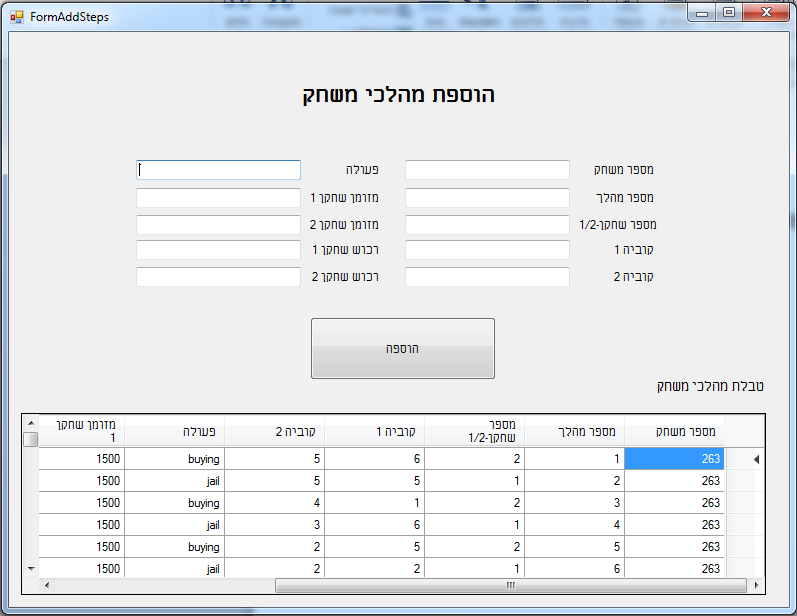 FormAddSteps
הוספת מהלכי משחק
מספר משחק
פעולה
מספר מהלך
מזומן שחקן 1
מספר שחקן-1/2
מזומן שחקן 2
קוביה 1
רכוש שחקן 1
קוביה 2
רכוש שחקן 2
הוספה
טבלת מהלכי משחק
מספר משחק מספר מהלך מספר שחקן-1/2 קוביה 1 קוביה 2 פעולה מזומן שחקן 1
263 1 2 6 5 buying 1500
263 2 1 5 5 jail 1500
263 3 2 1 4 buying 1500
263 4 1 6 3 jail 1500
263 5 2 5 2 buying 1500
263 6 1 2 2 jail 1500